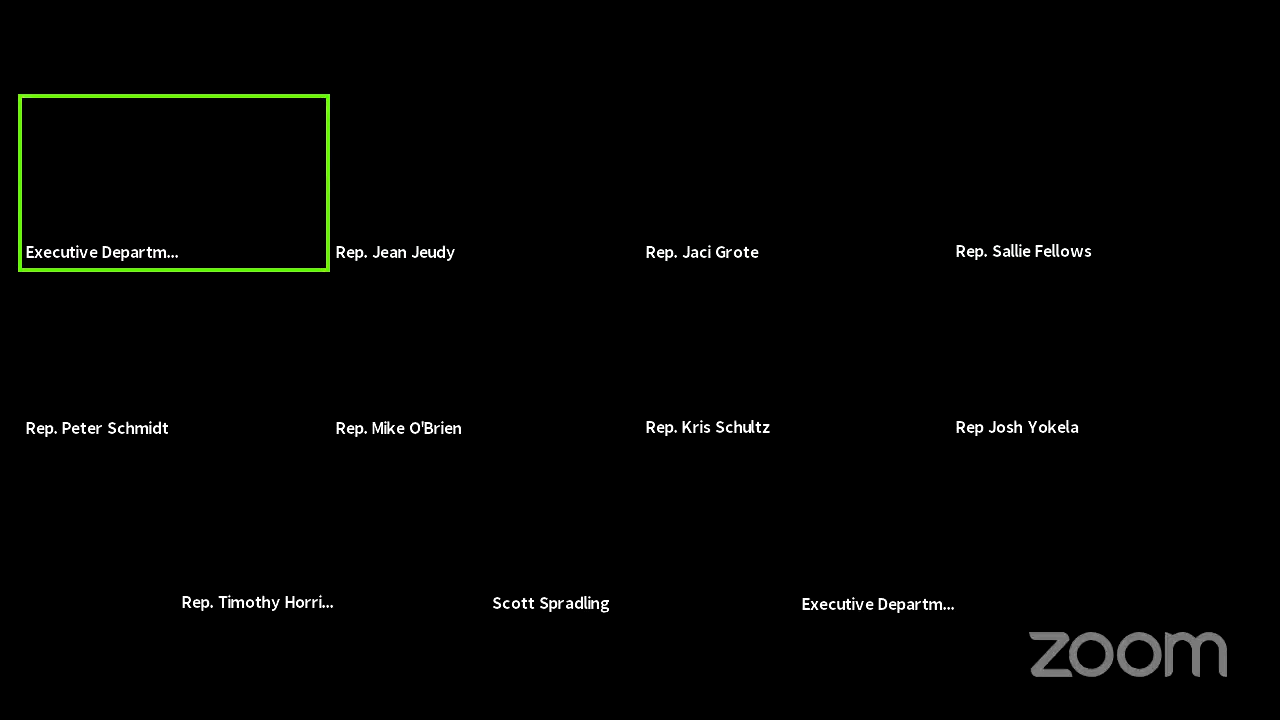 Executive Departm...
Rep. Jean Jeudy
Rep. Jaci Grote
Rep. Sallie Fellows
Rep. Peter Schmidt
Rep. Mike O'Brien
Rep. Kris Schultz
Rep Josh Yokela
Rep. Timothy Horri...
Scott Spradling
Executive Departm...
zoom